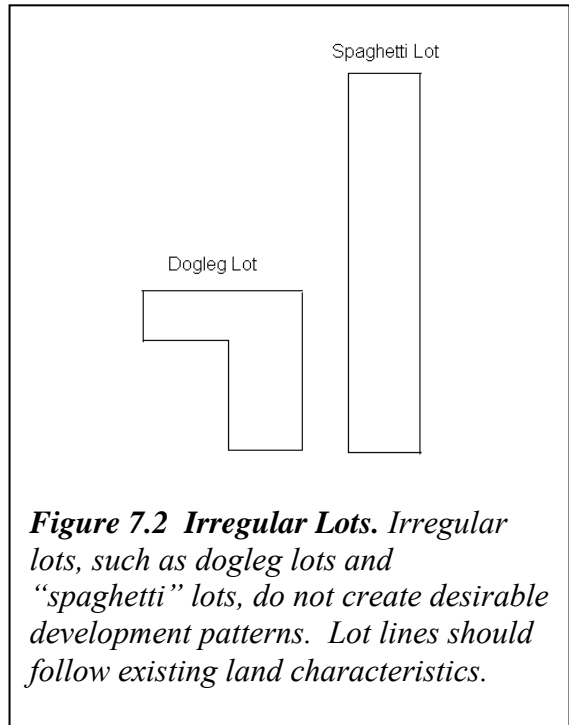 Spaghetti Lot
Dogleg Lot
Figure 7.2  Irregular Lots. Irregular
lots, such as dogleg lots and
“spaghetti” lots, do not create desirable
development patterns.  Lot lines should
follow existing land characteristics.